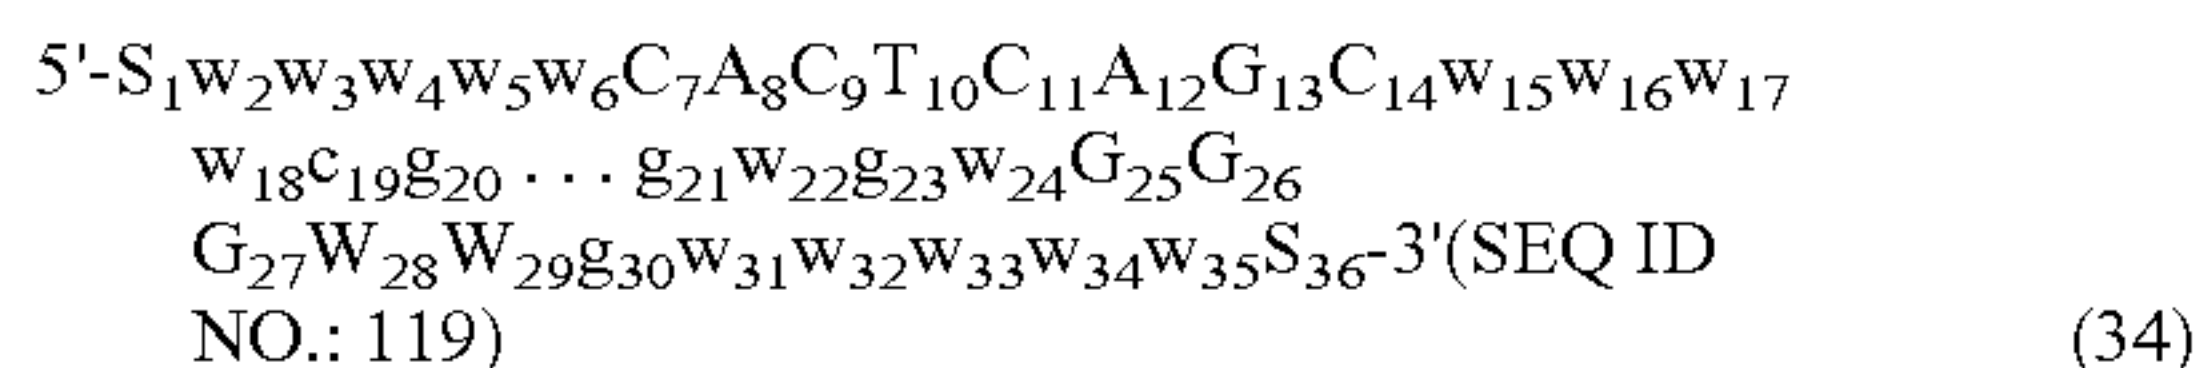 5'-S₁w₂w₃w₄w₅w₆C₇A₈C₉T₁₀C₁₁A₁₂G₁₃C₁₄w₁₅w₁₆w₁₇
w₁₈c₁₉g₂₀ . . . g₂₁w₂₂g₂₃w₂₄G₂₅G₂₆
G₂₇W₂₈W₂₉g₃₀w₃₁w₃₂w₃₃w₃₄w₃₅S₃₆-3'(SEQ ID
NO.: 119) (34)